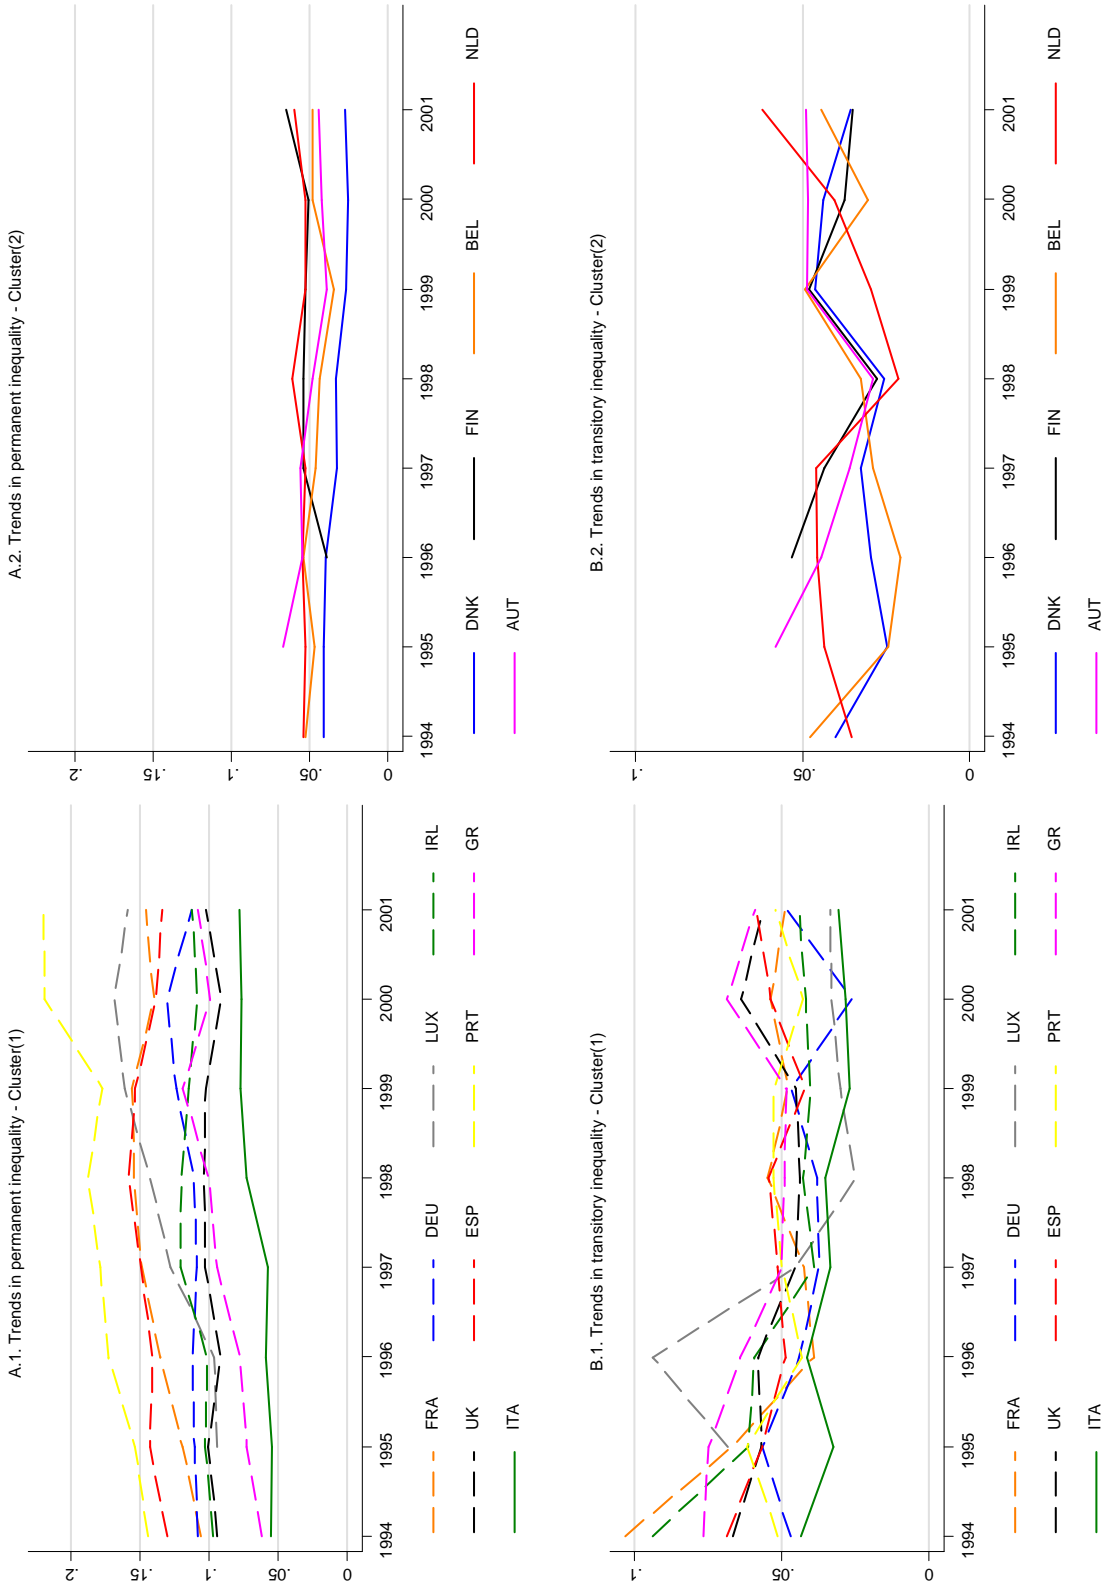 A.1. Trends in permanent inequality - Cluster(1)
.2
.15
.1
.05
0
1994 1995 1996 1997 1998 1999 2000 2001
FRA DEU LUX IRL
UK ESP PRT GR
ITA
A.2. Trends in permanent inequality - Cluster(2)
.2
.15
.1
.05
0
1994 1995 1996 1997 1998 1999 2000 2001
DNK FIN BEL NLD
AUT
B.1. Trends in transitory inequality - Cluster(1)
.1
.05
0
1994 1995 1996 1997 1998 1999 2000 2001
FRA DEU LUX IRL
UK ESP PRT GR
ITA
B.2. Trends in transitory inequality - Cluster(2)
.1
.05
0
1994 1995 1996 1997 1998 1999 2000 2001
DNK FIN BEL NLD
AUT